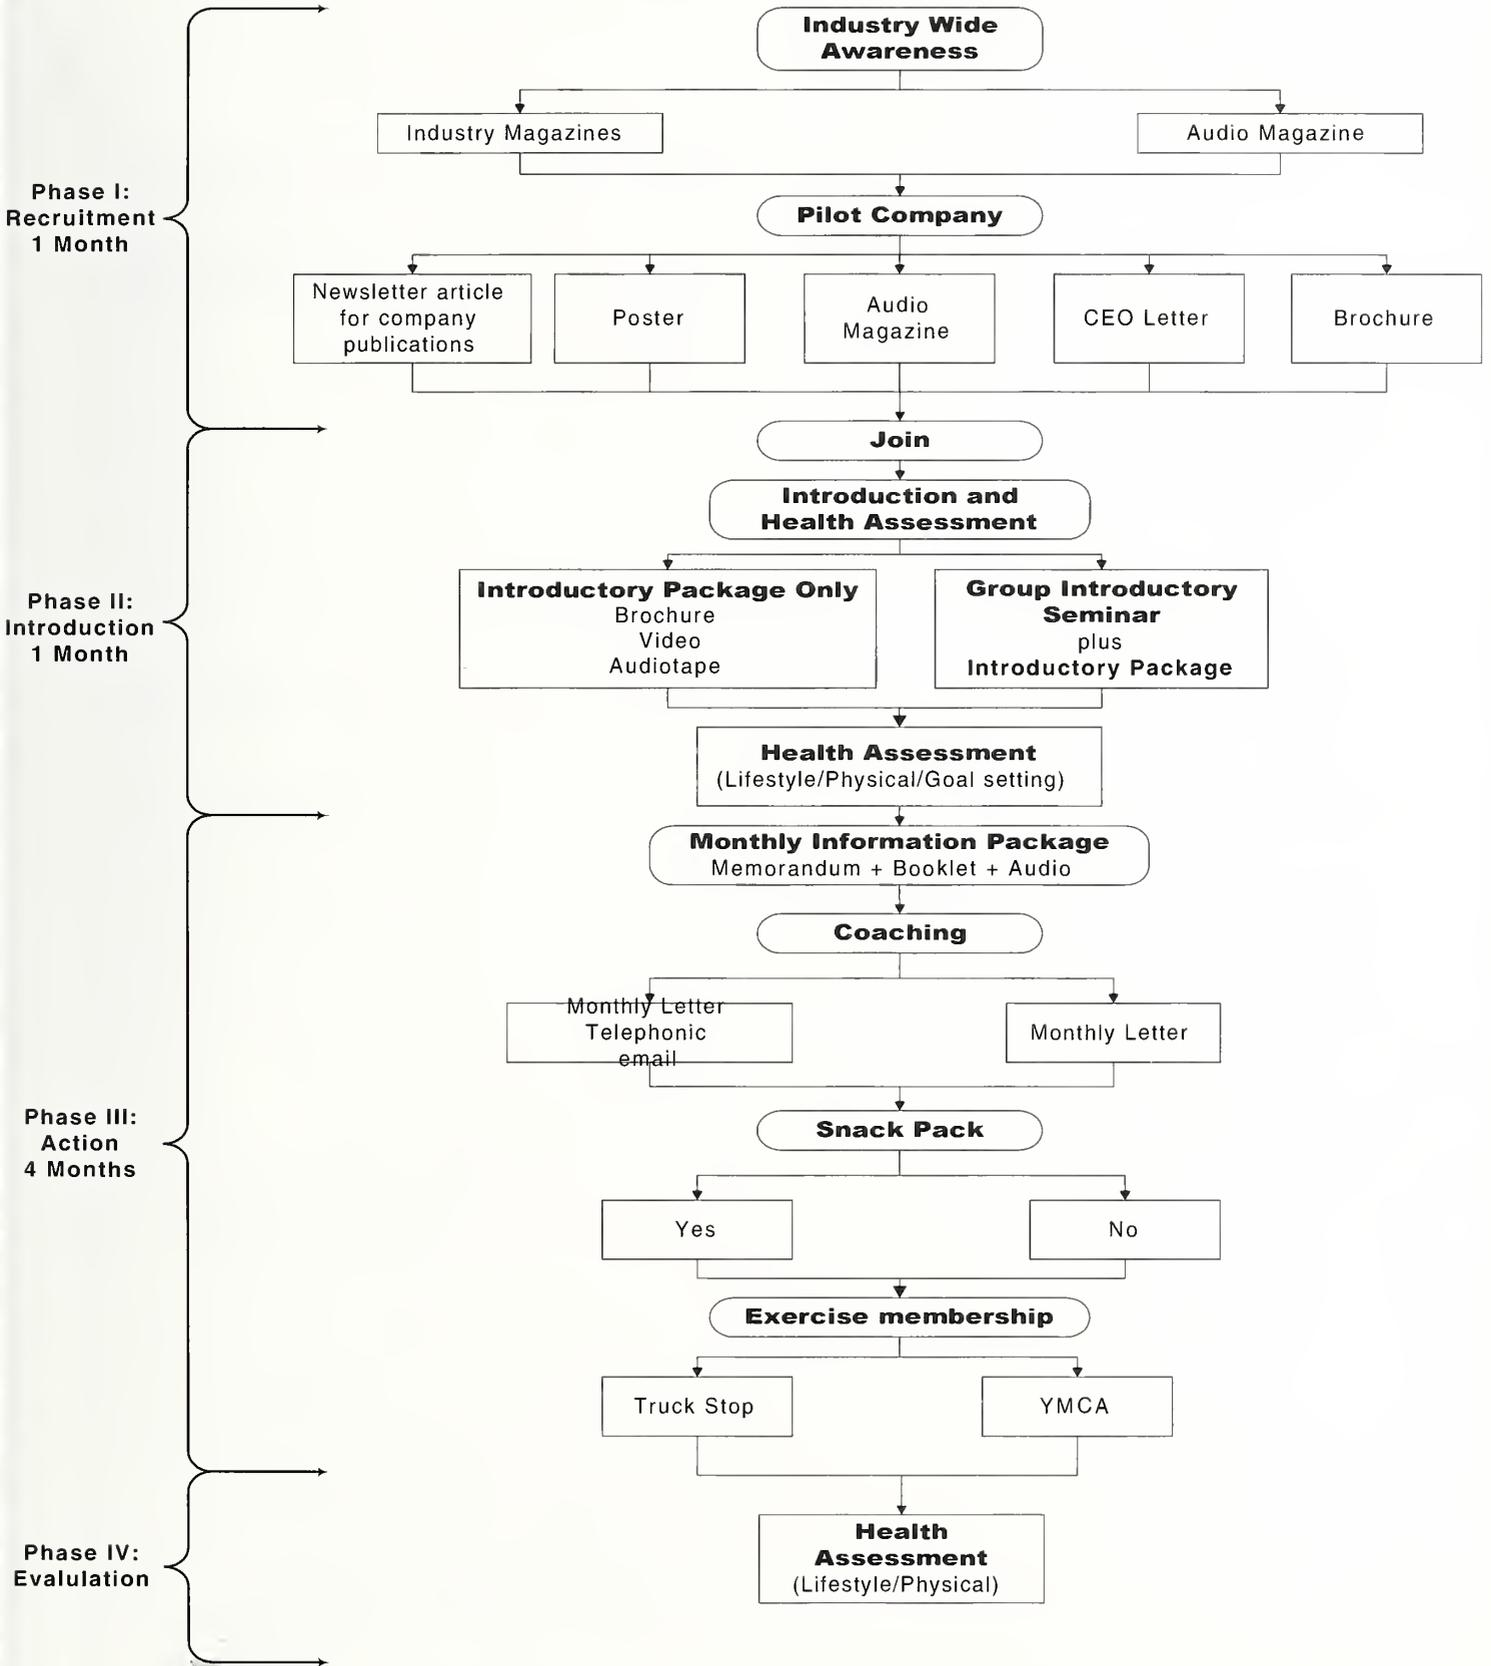 Industry Wide
Awareness
Industry Magazines
Audio Magazine
Phase I:
Recruitment
1 Month
Pilot Company
Newsletter article
for company
publications
Poster
Audio
Magazine
CEO Letter
Brochure
Join
Introduction and
Health Assessment
Phase II:
Introduction
1 Month
Introductory Package Only
Brochure
Video
Audiotape
Group Introductory
Seminar
plus
Introductory Package
Health Assessment
(Lifestyle/Physical/Goal setting)
Monthly Information Package
Memorandum + Booklet + Audio
Coaching
Monthly Letter
Telephonic
email
Monthly Letter
Phase III:
Action
4 Months
Snack Pack
Yes
No
Exercise membership
Truck Stop
YMCA
Phase IV:
Evalulation
Health
Assessment
(Lifestyle/Physical)